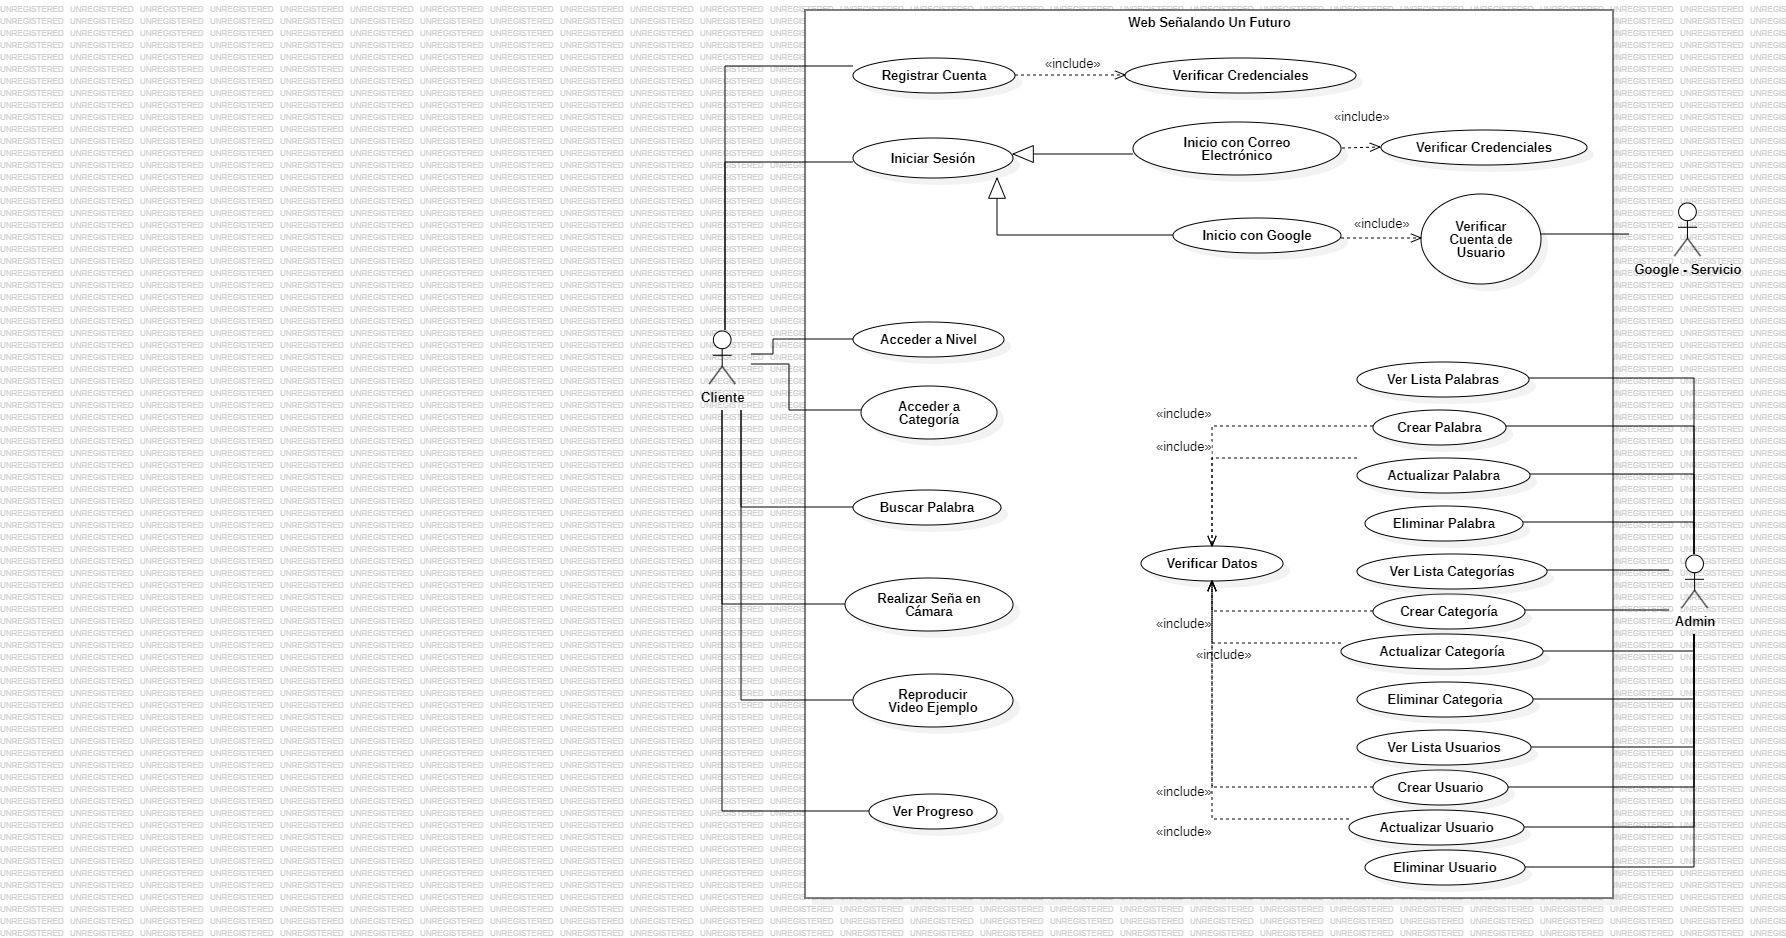 Web Señalando Un Futuro
Registrar Cuenta
«include»
Verificar Credenciales
Iniciar Sesión
Inicio con Correo
Electrónico
«include»
Verificar Credenciales
Inicio con Google
«include»
Verificar
Cuenta de
Usuario
Google - Servicio
Cliente
Acceder a Nivel
Acceder a
Categoría
Buscar Palabra
Realizar Seña en
Cámara
Reproducir
Video Ejemplo
Ver Progreso
Ver Lista Palabras
«include»
Crear Palabra
«include»
Actualizar Palabra
Eliminar Palabra
Verificar Datos
Ver Lista Categorías
Crear Categoría
«include»
Actualizar Categoría
«include»
Eliminar Categoria
Ver Lista Usuarios
Crear Usuario
«include»
Actualizar Usuario
«include»
Eliminar Usuario
Admin
UNREGISTERED